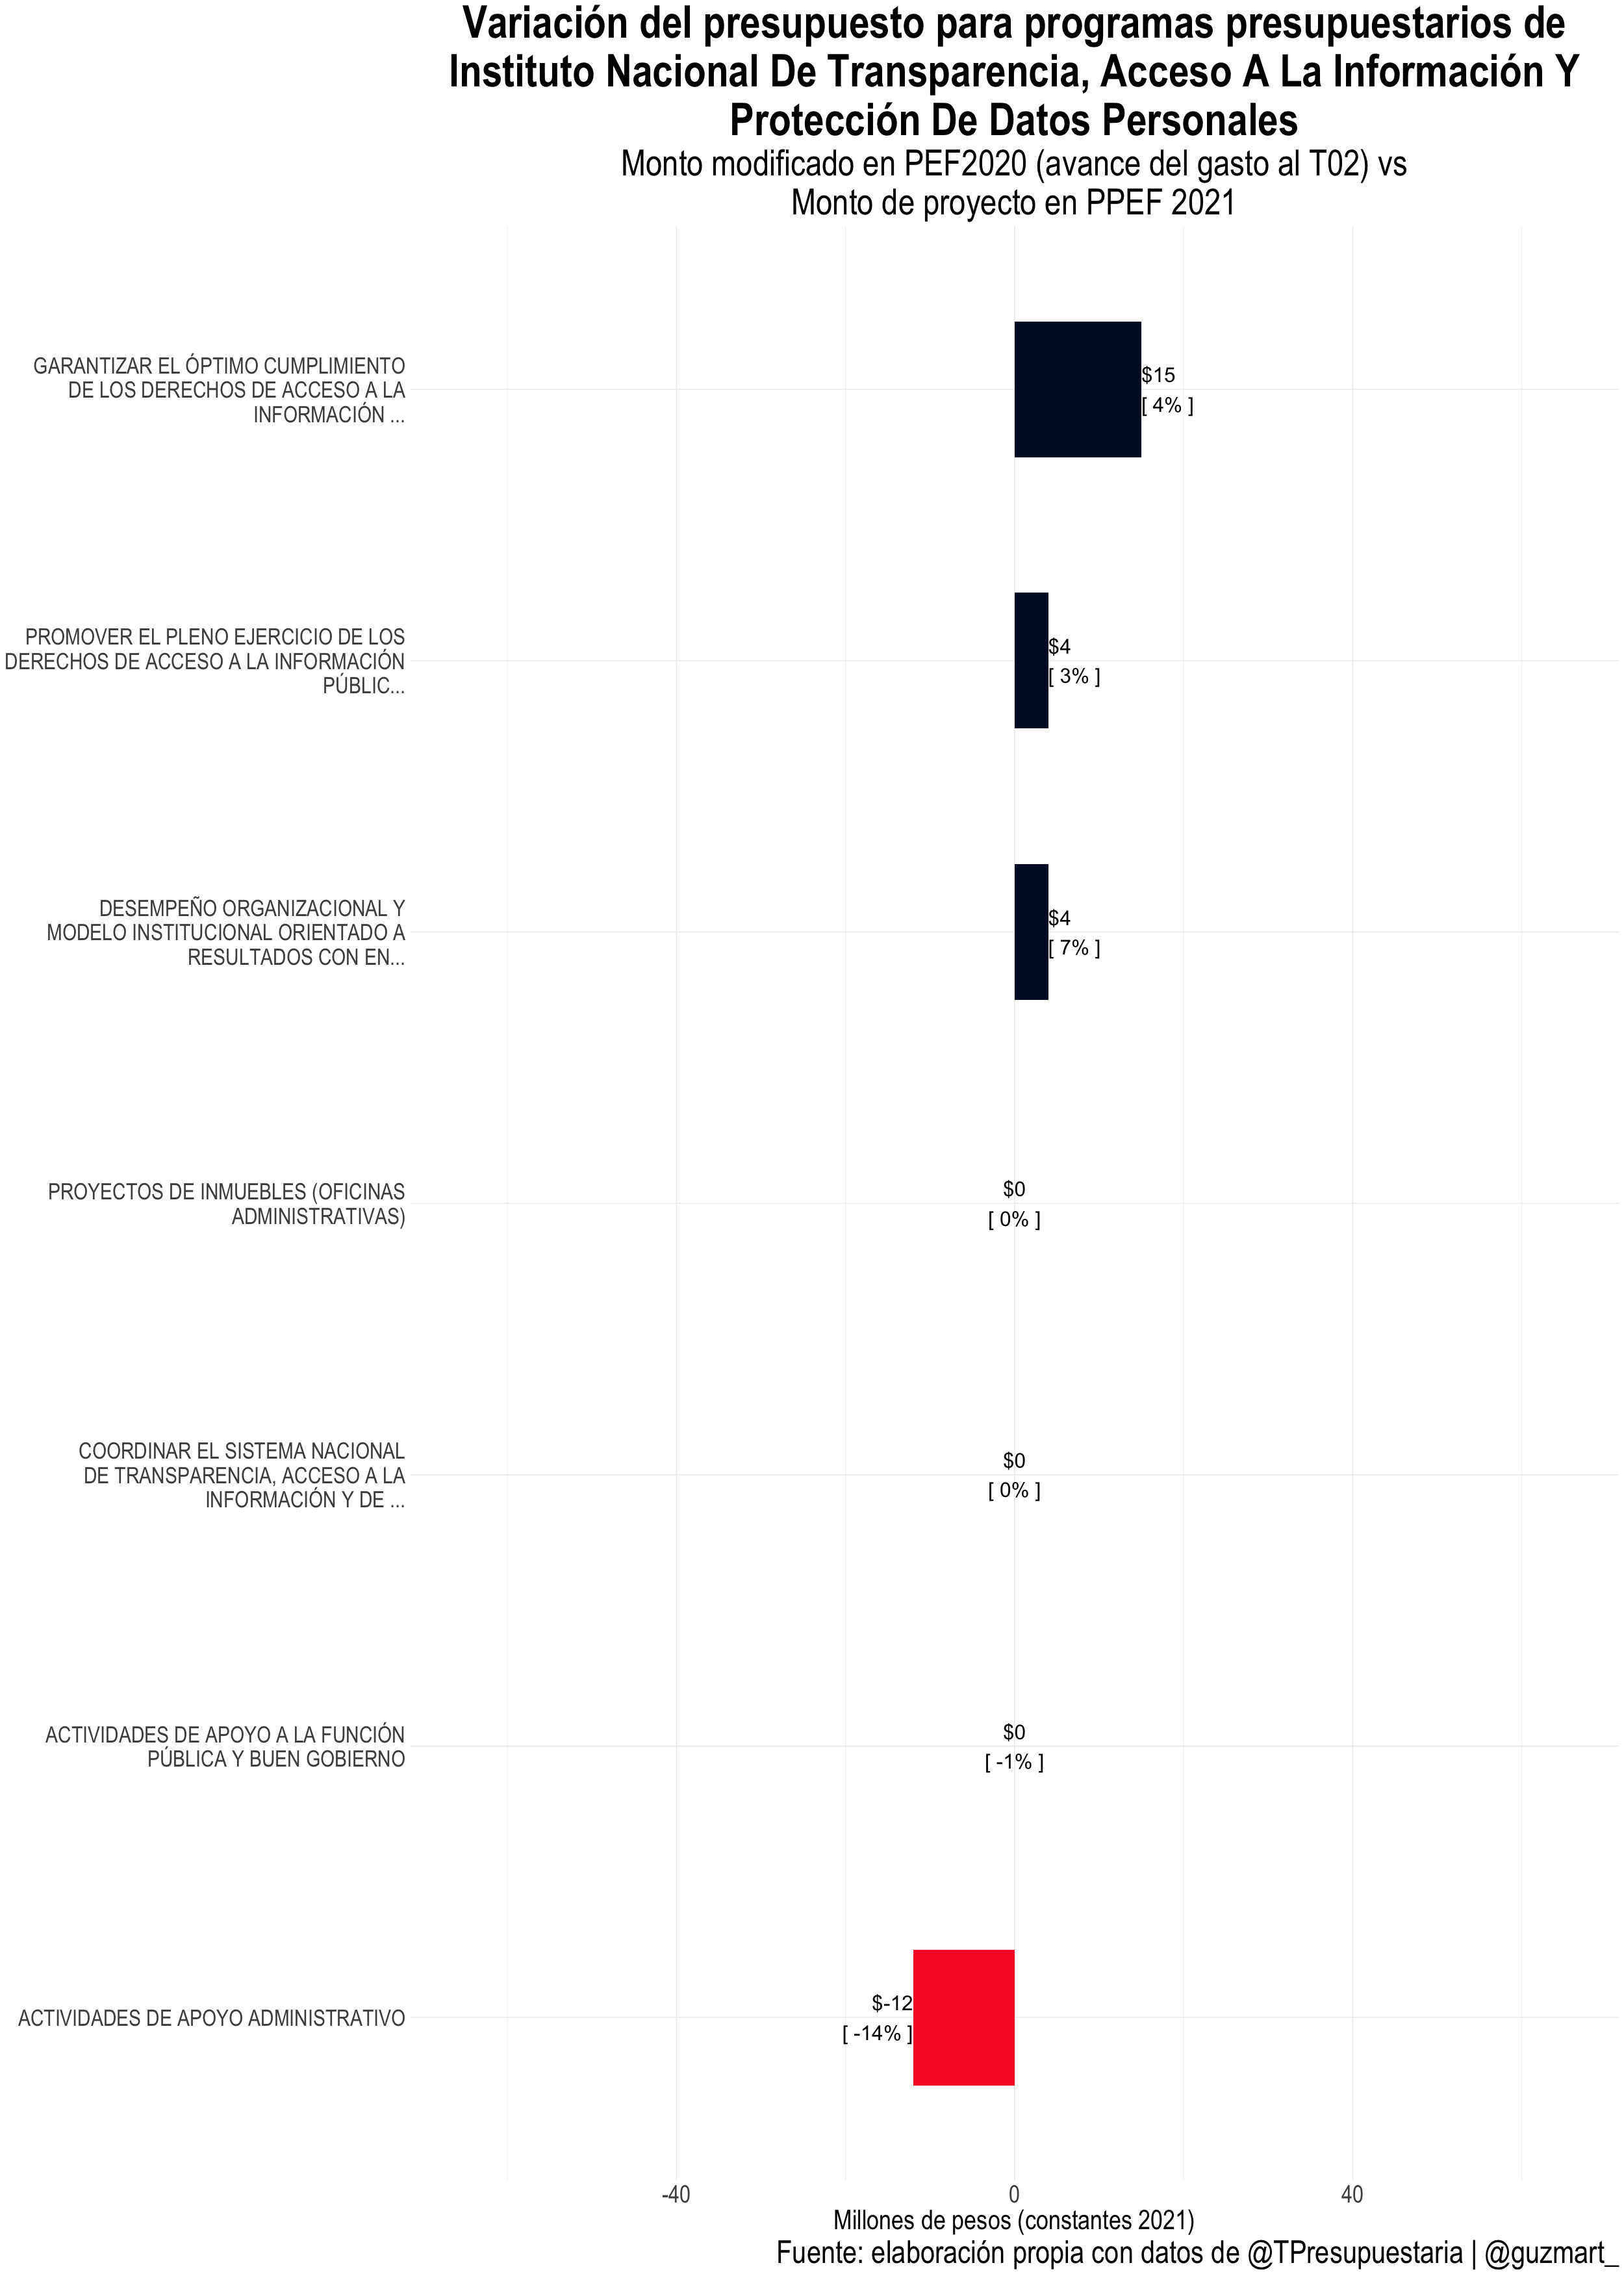 Variación del presupuesto para programas presupuestarios de
Instituto Nacional De Transparencia, Acceso A La Información Y
Protección De Datos Personales
Monto modificado en PEF2020 (avance del gasto al T02) vs
Monto de proyecto en PPEF 2021
GARANTIZAR EL ÓPTIMO CUMPLIMIENTO
DE LOS DERECHOS DE ACCESO A LA
INFORMACIÓN ...
$15
[ 4% ]
PROMOVER EL PLENO EJERCICIO DE LOS
DERECHOS DE ACCESO A LA INFORMACIÓN
PÚBLIC...
$4
[ 3% ]
DESEMPEÑO ORGANIZACIONAL Y
MODELO INSTITUCIONAL ORIENTADO A
RESULTADOS CON EN...
$4
[ 7% ]
PROYECTOS DE INMUEBLES (OFICINAS
ADMINISTRATIVAS)
$0
[ 0% ]
COORDINAR EL SISTEMA NACIONAL
DE TRANSPARENCIA, ACCESO A LA
INFORMACIÓN Y DE ...
$0
[ 0% ]
ACTIVIDADES DE APOYO A LA FUNCIÓN
PÚBLICA Y BUEN GOBIERNO
$0
[ -1% ]
ACTIVIDADES DE APOYO ADMINISTRATIVO
$-12
[ -14% ]
-40 0 40
Millones de pesos (constantes 2021)
Fuente: elaboración propia con datos de @TPresupuestaria | @guzmart_